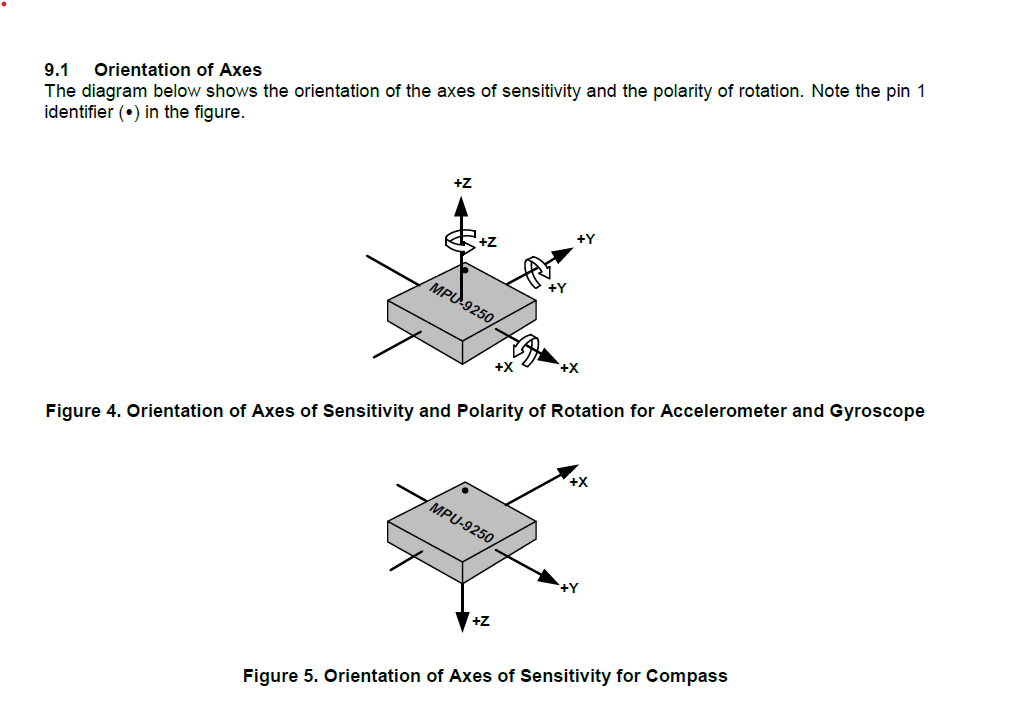 9.1 Orientation of Axes
The diagram below shows the orientation of the axes of sensitivity and the polarity of rotation. Note the pin 1
identifier (•) in the figure.
+Z
+Z
+Y
+Y
MPU-9250
+X
+X
Figure 4. Orientation of Axes of Sensitivity and Polarity of Rotation for Accelerometer and Gyroscope
+X
MPU-9250
+Y
+Z
Figure 5. Orientation of Axes of Sensitivity for Compass